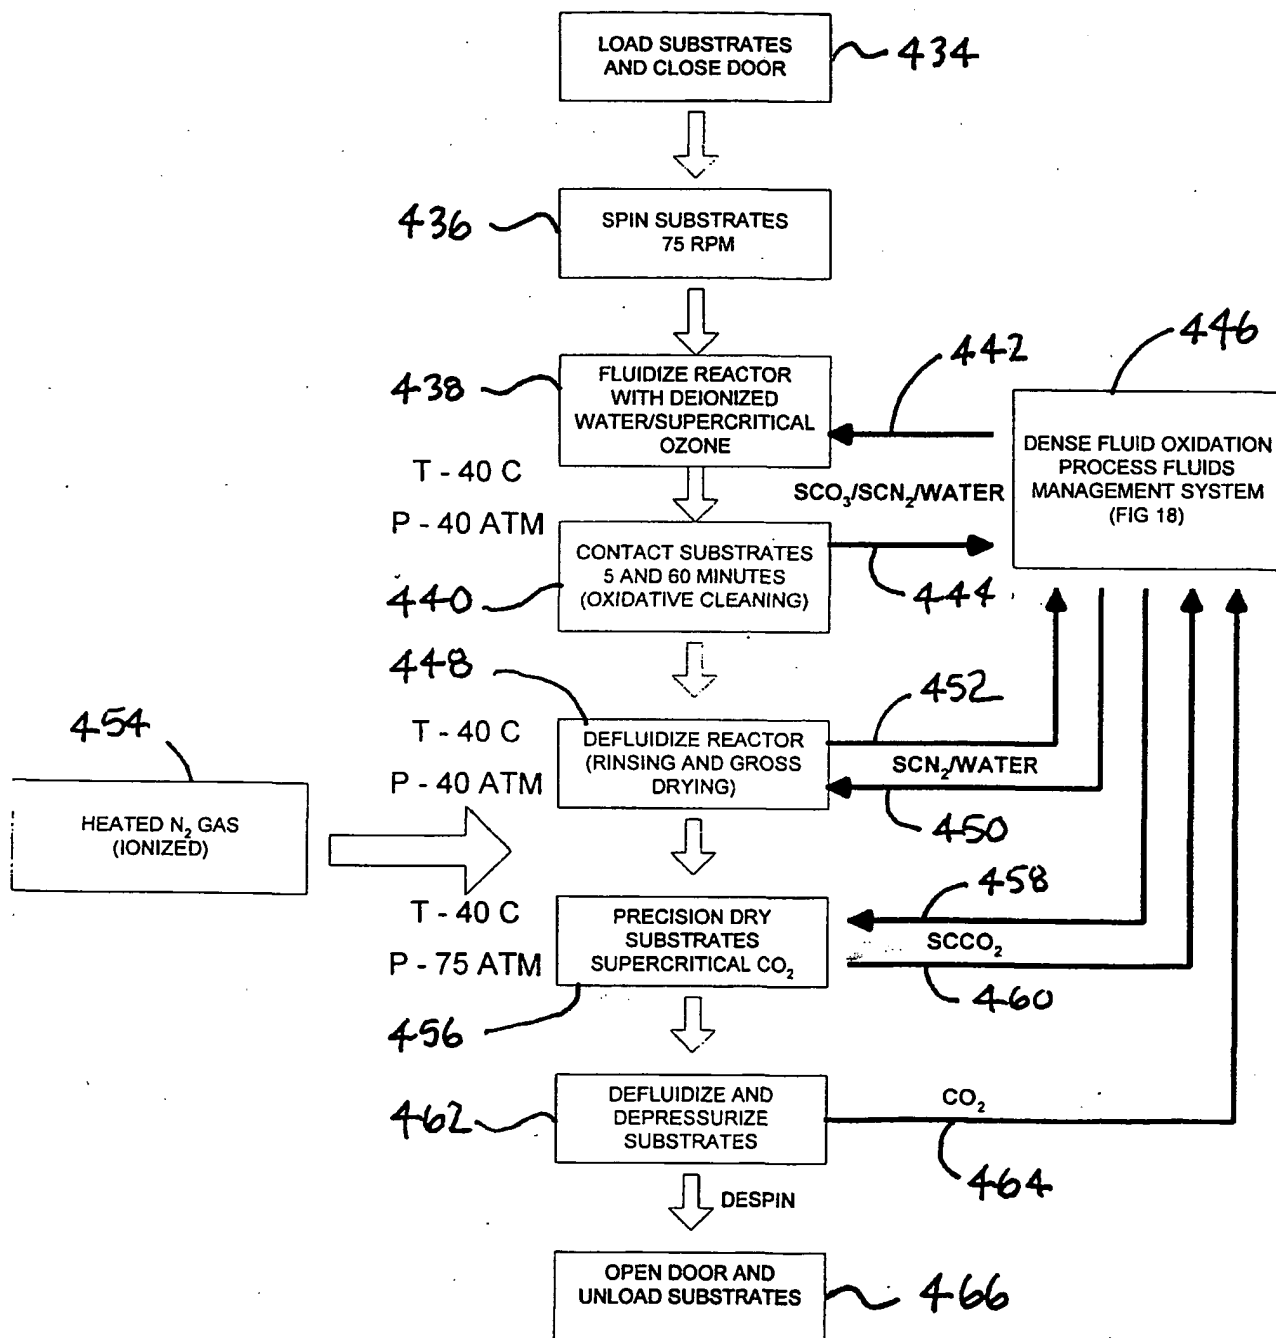 LOAD SUBSTRATES
AND CLOSE DOOR
434
SPIN SUBSTRATES
75 RPM
436
FLUIDIZE REACTOR
WITH DEIONIZED
WATER/SUPERCRITICAL
OZONE
438
442
446
DENSE FLUID OXIDATION
PROCESS FLUIDS
MANAGEMENT SYSTEM
(FIG 18)
T - 40 C
P - 40 ATM
SCO₃/SCN₂/WATER
CONTACT SUBSTRATES
5 AND 60 MINUTES
(OXIDATIVE CLEANING)
440
444
448
452
T - 40 C
P - 40 ATM
DEFLUIDIZE REACTOR
(RINSING AND GROSS
DRYING)
SCN₂/WATER
450
454
HEATED N₂ GAS
(IONIZED)
T - 40 C
P - 75 ATM
PRECISION DRY
SUBSTRATES
SUPERCRITICAL CO₂
458
SCCO₂
460
456
DEFLUIDIZE AND
DEPRESSURIZE
SUBSTRATES
462
CO₂
464
DESPIN
OPEN DOOR AND
UNLOAD SUBSTRATES
466